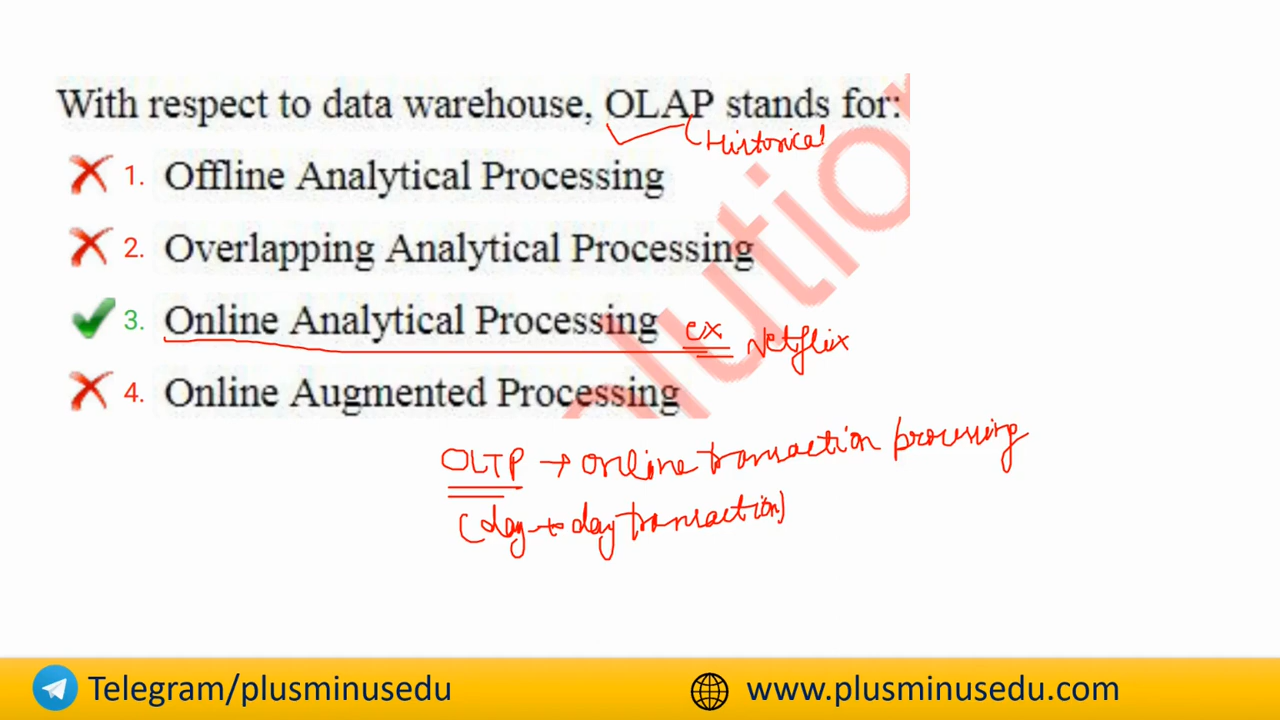 With respect to data warehouse, OLAP stands for:
(Historical
1. Offline Analytical Processing
2. Overlapping Analytical Processing
3. Online Analytical Processing ex Netflix
4. Online Augmented Processing
OLTP → online transaction processing
(day to day transaction)
Telegram/plusminusedu
www.plusminusedu.com